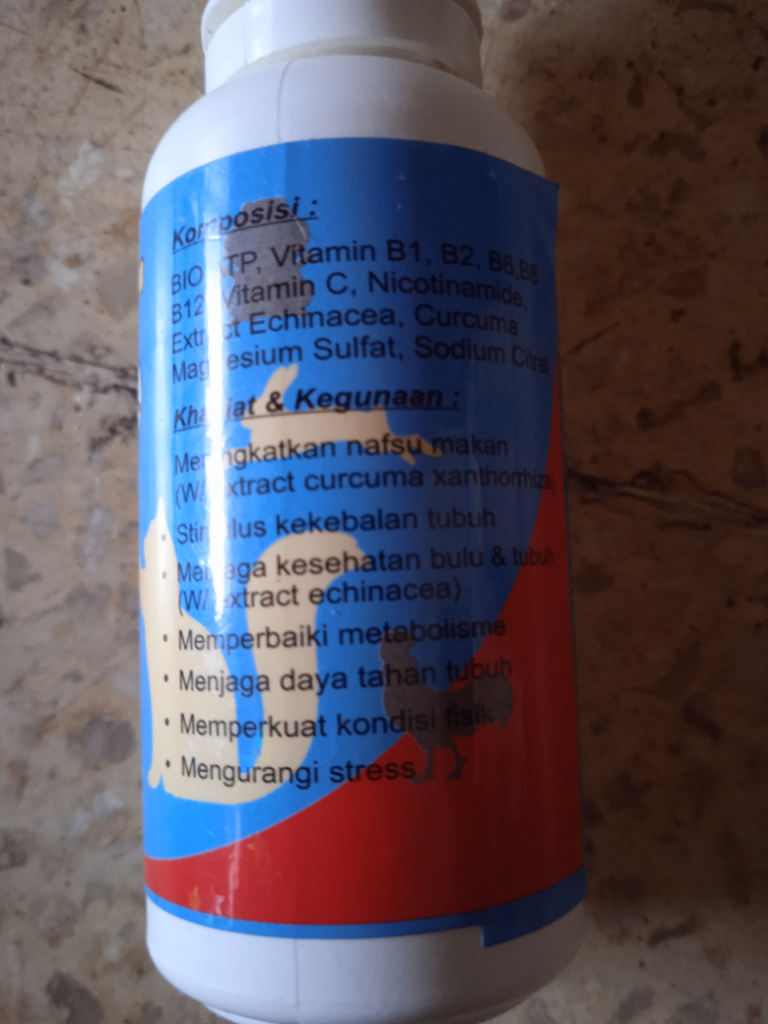 Komposisi :
BIO ATP, Vitamin B1, B2, B6,B8
B12, Vitamin C, Nicotinamide,
Extract Echinacea, Curcuma
Magnesium Sulfat, Sodium Citrat
Khasiat & Kegunaan :
Meningkatkan nafsu makan
(W/ extract curcuma xanthorrhiza)
• Stimulus kekebalan tubuh
• Menjaga kesehatan bulu & tubuh
(W/ extract echinacea)
• Memperbaiki metabolisme
• Menjaga daya tahan tubuh
• Memperkuat kondisi fisik
• Mengurangi stress